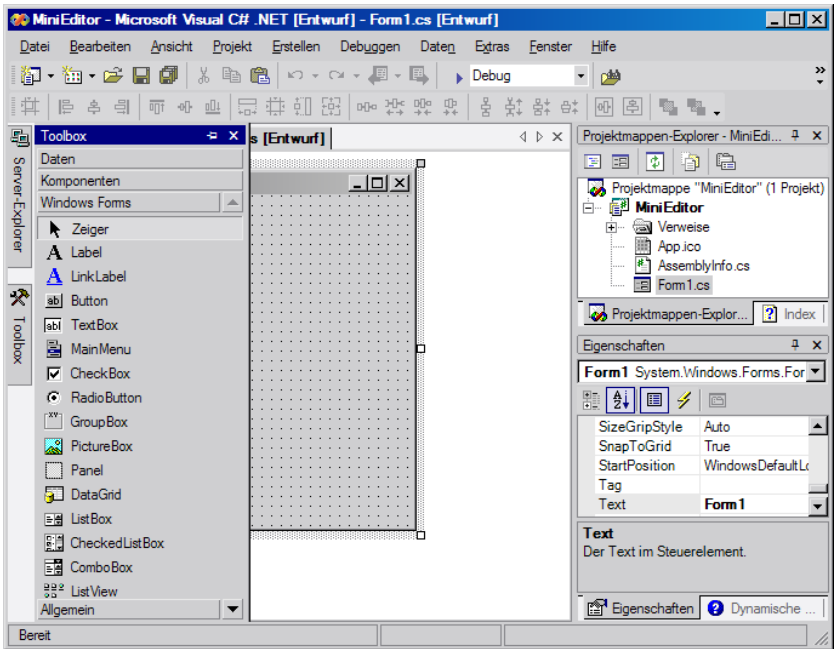 MiniEditor - Microsoft Visual C# .NET [Entwurf] - Form1.cs [Entwurf]
Datei Bearbeiten Ansicht Projekt Erstellen Debuggen Daten Extras Fenster Hilfe
Debug
Server-Explorer
Toolbox
Toolbox
Daten
Komponenten
Windows Forms
Zeiger
A Label
A LinkLabel
ab Button
abl TextBox
MainMenu
CheckBox
RadioButton
XY GroupBox
PictureBox
Panel
DataGrid
ListBox
CheckedListBox
ComboBox
ListView
Allgemein
s [Entwurf]
Projektmappen-Explorer - MiniEdi...
Projektmappe "MiniEditor" (1 Projekt)
MiniEditor
Verweise
App.ico
AssemblyInfo.cs
Form1.cs
Projektmappen-Explor... Index
Eigenschaften
Form1 System.Windows.Forms.For
SizeGripStyle Auto
SnapToGrid True
StartPosition WindowsDefaultLo
Tag
Text Form1
Text
Der Text im Steuerelement.
Eigenschaften Dynamische ...
Bereit